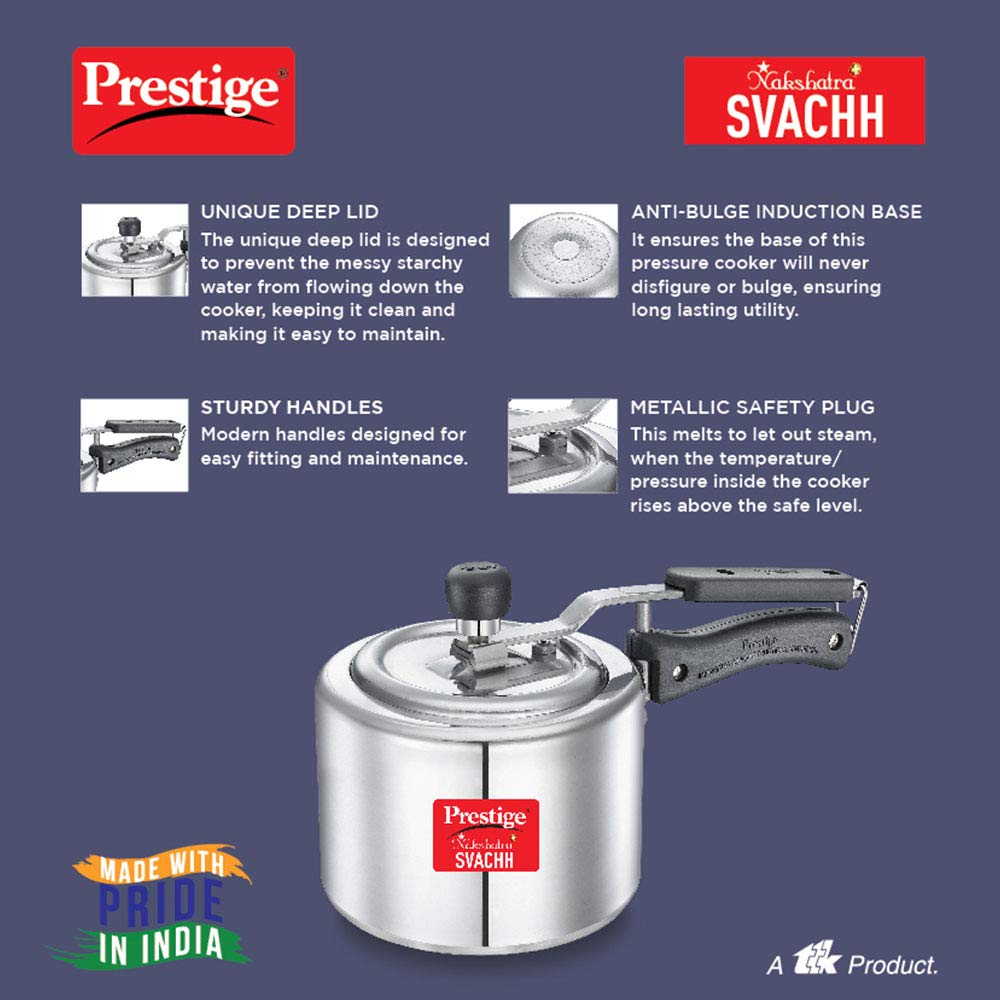 Prestige®
Nakshatra
SVACHH
UNIQUE DEEP LID
The unique deep lid is designed
to prevent the messy starchy
water from flowing down the
cooker, keeping it clean and
making it easy to maintain.
ANTI-BULGE INDUCTION BASE
It ensures the base of this
pressure cooker will never
disfigure or bulge, ensuring
long lasting utility.
STURDY HANDLES
Modern handles designed for
easy fitting and maintenance.
METALLIC SAFETY PLUG
This melts to let out steam,
when the temperature/
pressure inside the cooker
rises above the safe level.
Prestige
Prestige
Nakshatra
SVACHH
MADE WITH
PRIDE
IN INDIA
A ttk Product.